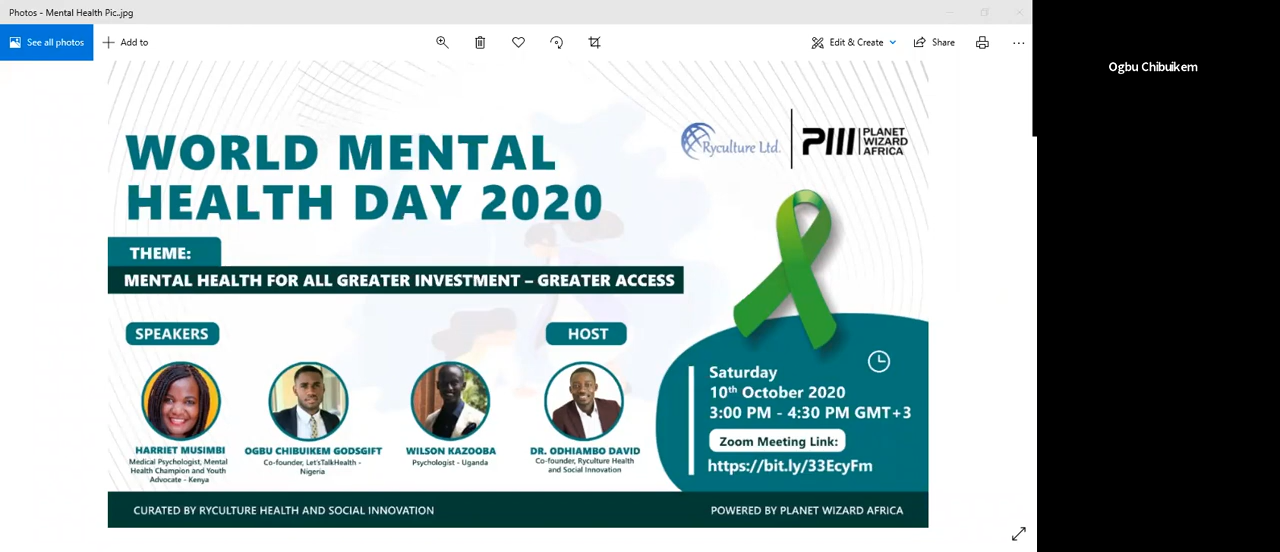 Photos - Mental Health Pic..jpg
See all photos
Add to
Edit & Create
Share
Ogbu Chibuikem
Ryculture Ltd.
PLANET
WIZARD
AFRICA
WORLD MENTAL
HEALTH DAY 2020
THEME:
MENTAL HEALTH FOR ALL GREATER INVESTMENT – GREATER ACCESS
SPEAKERS
HOST
HARRIET MUSIMBI
Medical Psychologist, Mental
Health Champion and Youth
Advocate - Kenya
OGBU CHIBUIKEM GODSGIFT
Co-founder, Let'sTalkHealth -
Nigeria
WILSON KAZOOBA
Psychologist - Uganda
DR. ODHIAMBO DAVID
Co-founder, Ryculture Health
and Social Innovation
Saturday
10th October 2020
3:00 PM - 4:30 PM GMT+3
Zoom Meeting Link:
https://bit.ly/33EcyFm
CURATED BY RYCULTURE HEALTH AND SOCIAL INNOVATION
POWERED BY PLANET WIZARD AFRICA